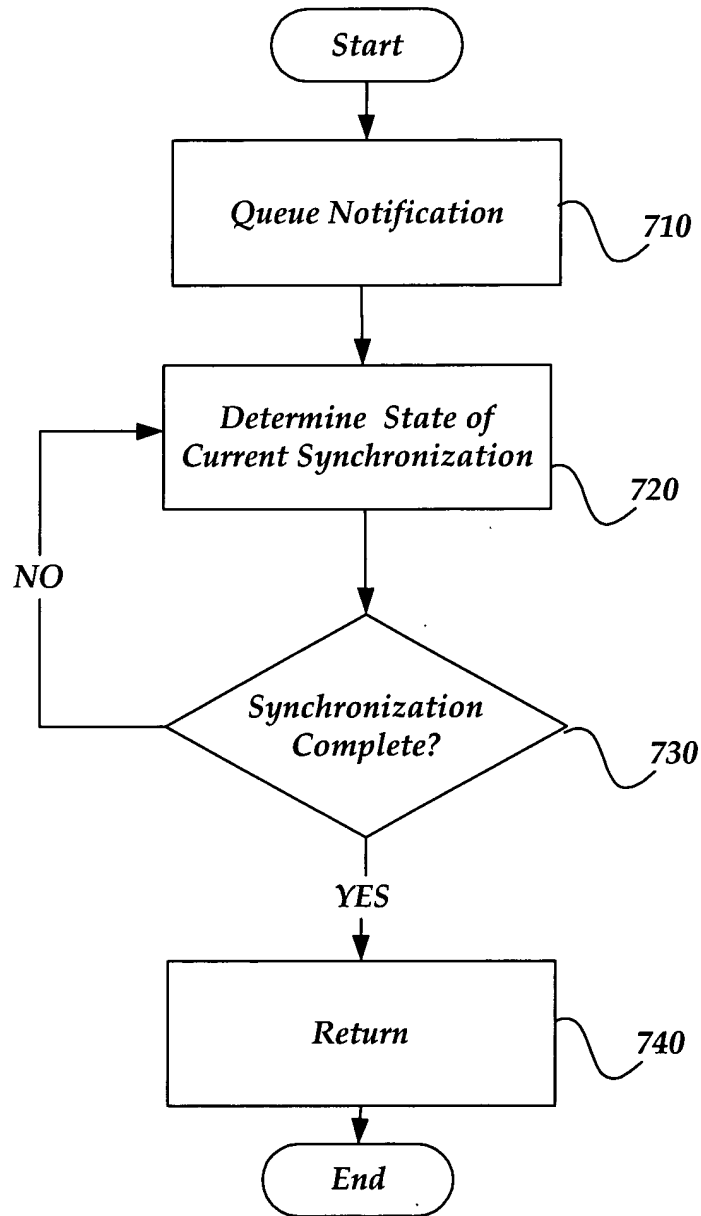 Start
Queue Notification
710
Determine State of
Current Synchronization
720
NO
Synchronization
Complete?
730
YES
Return
740
End